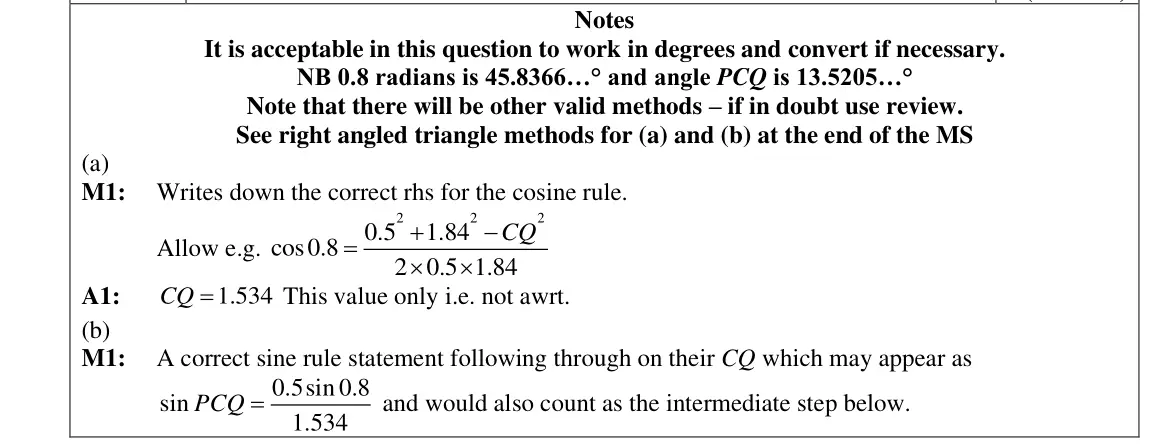 Notes
It is acceptable in this question to work in degrees and convert if necessary.
NB 0.8 radians is 45.8366…° and angle PCQ is 13.5205…°
Note that there will be other valid methods – if in doubt use review.
See right angled triangle methods for (a) and (b) at the end of the MS
(a)
M1: Writes down the correct rhs for the cosine rule.
Allow e.g. cos 0.8 = (0.5² + 1.84² – CQ²) / (2×0.5×1.84)
A1: CQ = 1.534 This value only i.e. not awrt.
(b)
M1: A correct sine rule statement following through on their CQ which may appear as
sin PCQ = (0.5 sin 0.8) / 1.534 and would also count as the intermediate step below.